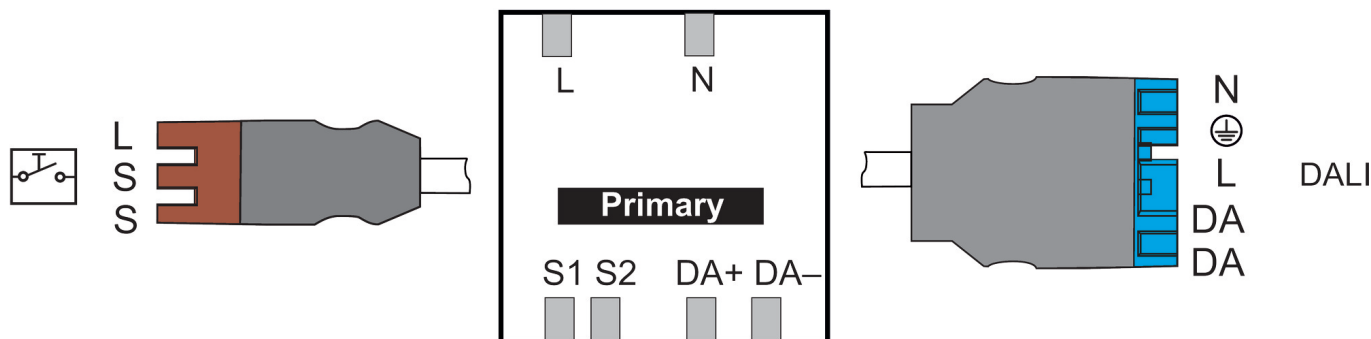 L
S
S
L N
Primary
S1 S2 DA+ DA–
N
L
DA
DA
DALI